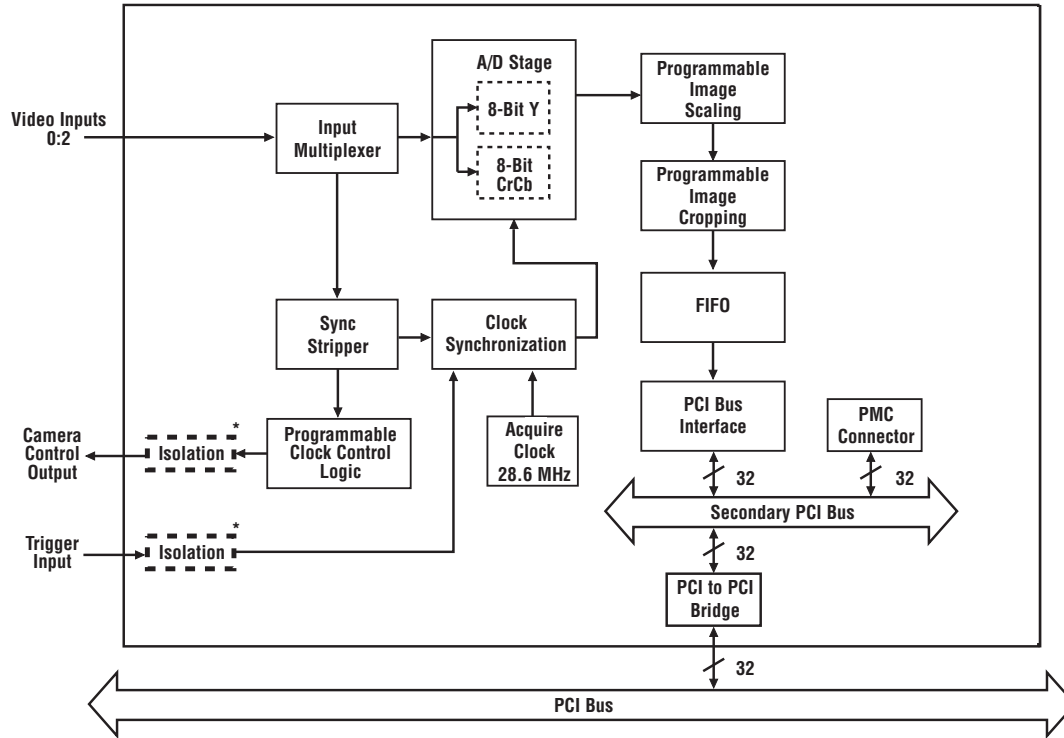 Video Inputs
0:2
Input
Multiplexer
A/D Stage
8-Bit Y
8-Bit
CrCb
Programmable
Image
Scaling
Programmable
Image
Cropping
FIFO
Sync
Stripper
Clock
Synchronization
PCI Bus
Interface
PMC
Connector
Camera
Control
Output
Isolation
*
Programmable
Clock Control
Logic
Acquire
Clock
28.6 MHz
32
32
Secondary PCI Bus
Trigger
Input
Isolation
*
32
PCI to PCI
Bridge
32
PCI Bus